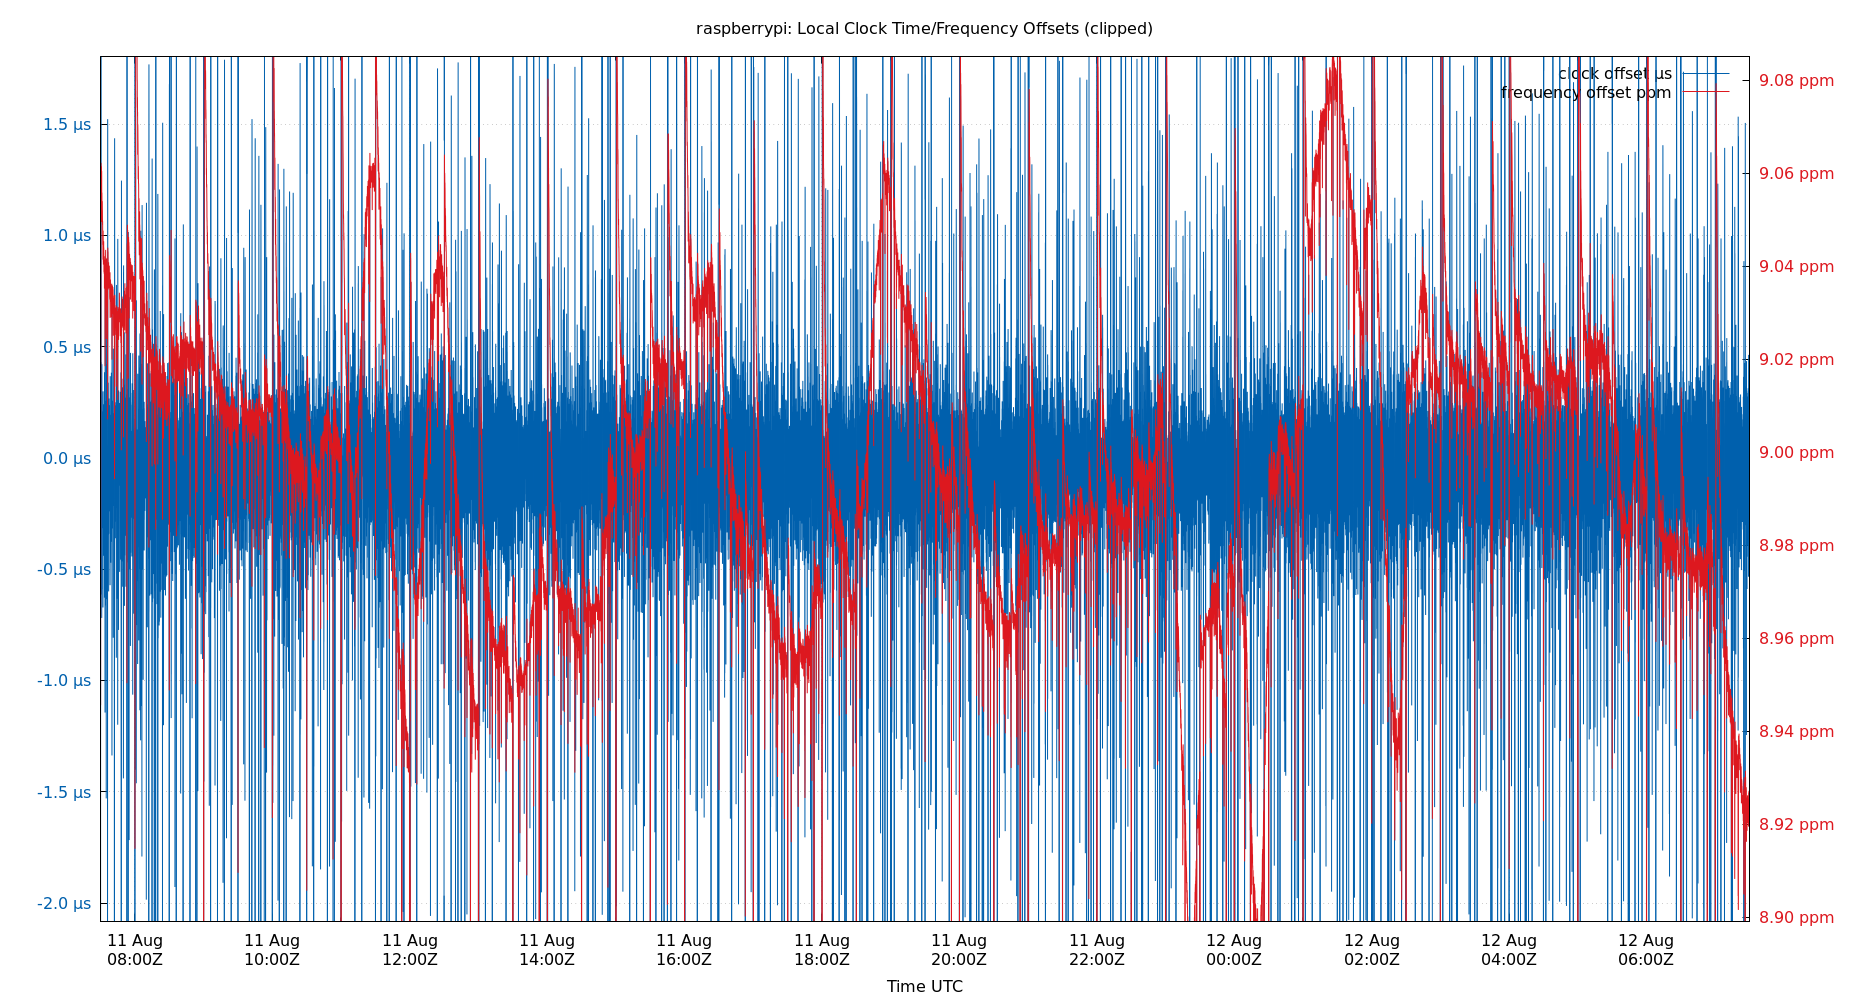 raspberrypi: Local Clock Time/Frequency Offsets (clipped)
clock offset µs
frequency offset ppm
1.5 µs
1.0 µs
0.5 µs
0.0 µs
-0.5 µs
-1.0 µs
-1.5 µs
-2.0 µs
9.08 ppm
9.06 ppm
9.04 ppm
9.02 ppm
9.00 ppm
8.98 ppm
8.96 ppm
8.94 ppm
8.92 ppm
8.90 ppm
11 Aug
08:00Z
11 Aug
10:00Z
11 Aug
12:00Z
11 Aug
14:00Z
11 Aug
16:00Z
11 Aug
18:00Z
11 Aug
20:00Z
11 Aug
22:00Z
12 Aug
00:00Z
12 Aug
02:00Z
12 Aug
04:00Z
12 Aug
06:00Z
Time UTC